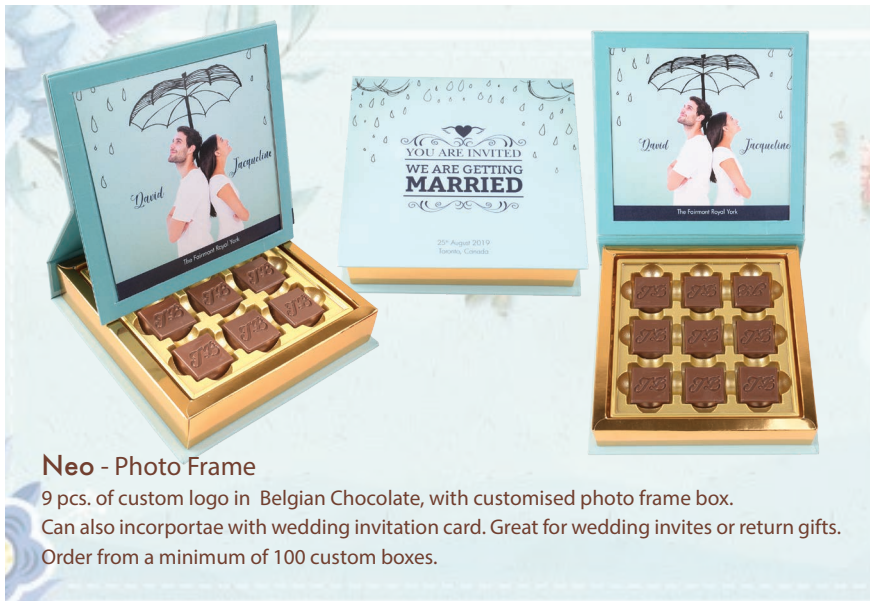 David
Jacqueline
The Fairmont Royal York
YOU ARE INVITED
WE ARE GETTING
MARRIED
25th August 2019
Toronto, Canada
David
Jacqueline
The Fairmont Royal York
Neo - Photo Frame
9 pcs. of custom logo in Belgian Chocolate, with customised photo frame box.
Can also incorportae with wedding invitation card. Great for wedding invites or return gifts.
Order from a minimum of 100 custom boxes.